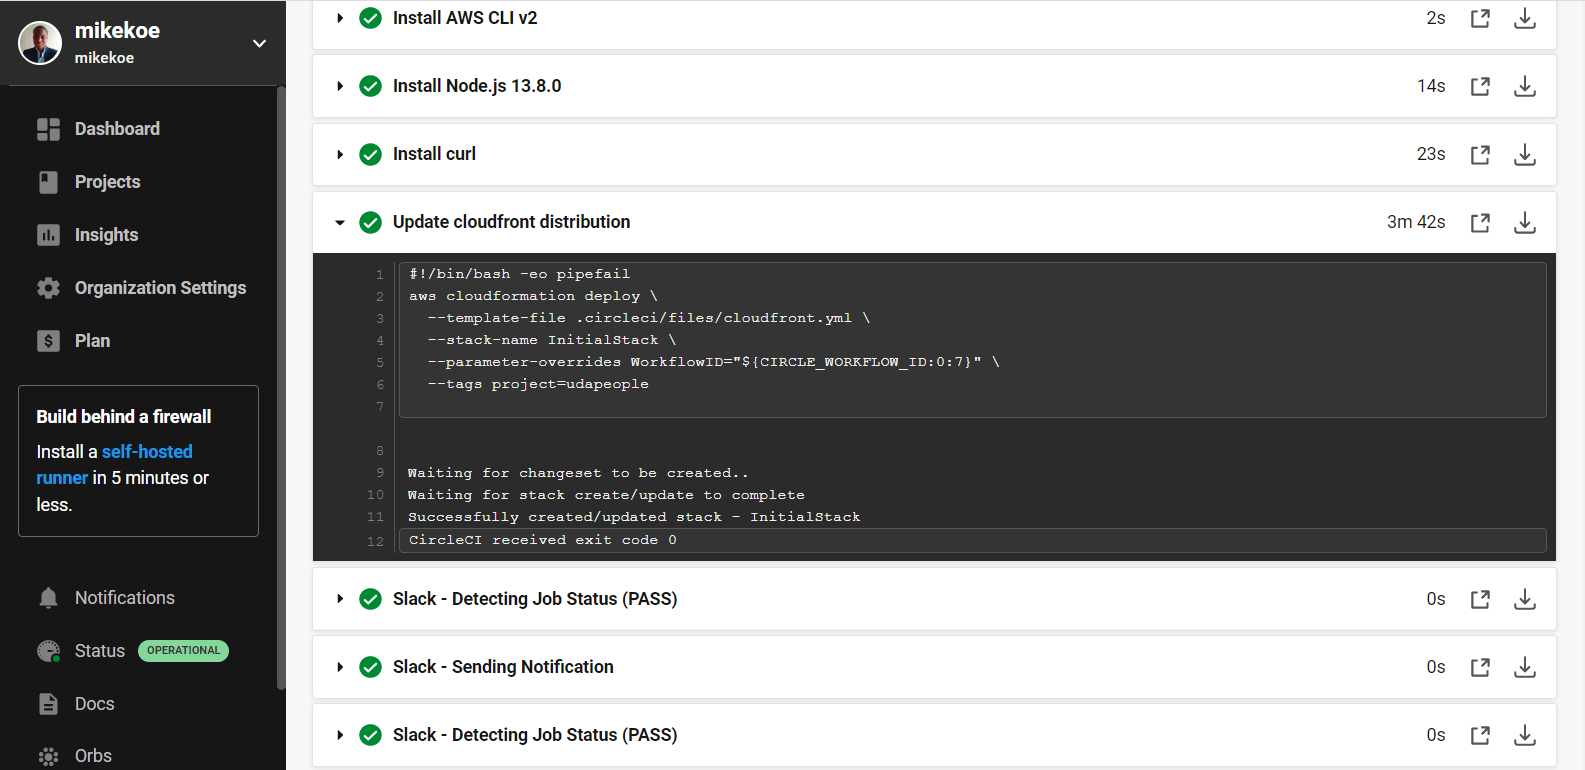 mikekoe
mikekoe
Dashboard
Projects
Insights
Organization Settings
Plan
Build behind a firewall
Install a self-hosted
runner in 5 minutes or
less.
Notifications
Status OPERATIONAL
Docs
Orbs
Install AWS CLI v2 2s
Install Node.js 13.8.0 14s
Install curl 23s
Update cloudfront distribution 3m 42s
1 #!/bin/bash -eo pipefail
2 aws cloudformation deploy \
3 --template-file .circleci/files/cloudfront.yml \
4 --stack-name InitialStack \
5 --parameter-overrides WorkflowID="${CIRCLE_WORKFLOW_ID:0:7}" \
6 --tags project=udapeople
7
8
9 Waiting for changeset to be created..
10 Waiting for stack create/update to complete
11 Successfully created/updated stack - InitialStack
12 CircleCI received exit code 0
Slack - Detecting Job Status (PASS) 0s
Slack - Sending Notification 0s
Slack - Detecting Job Status (PASS) 0s